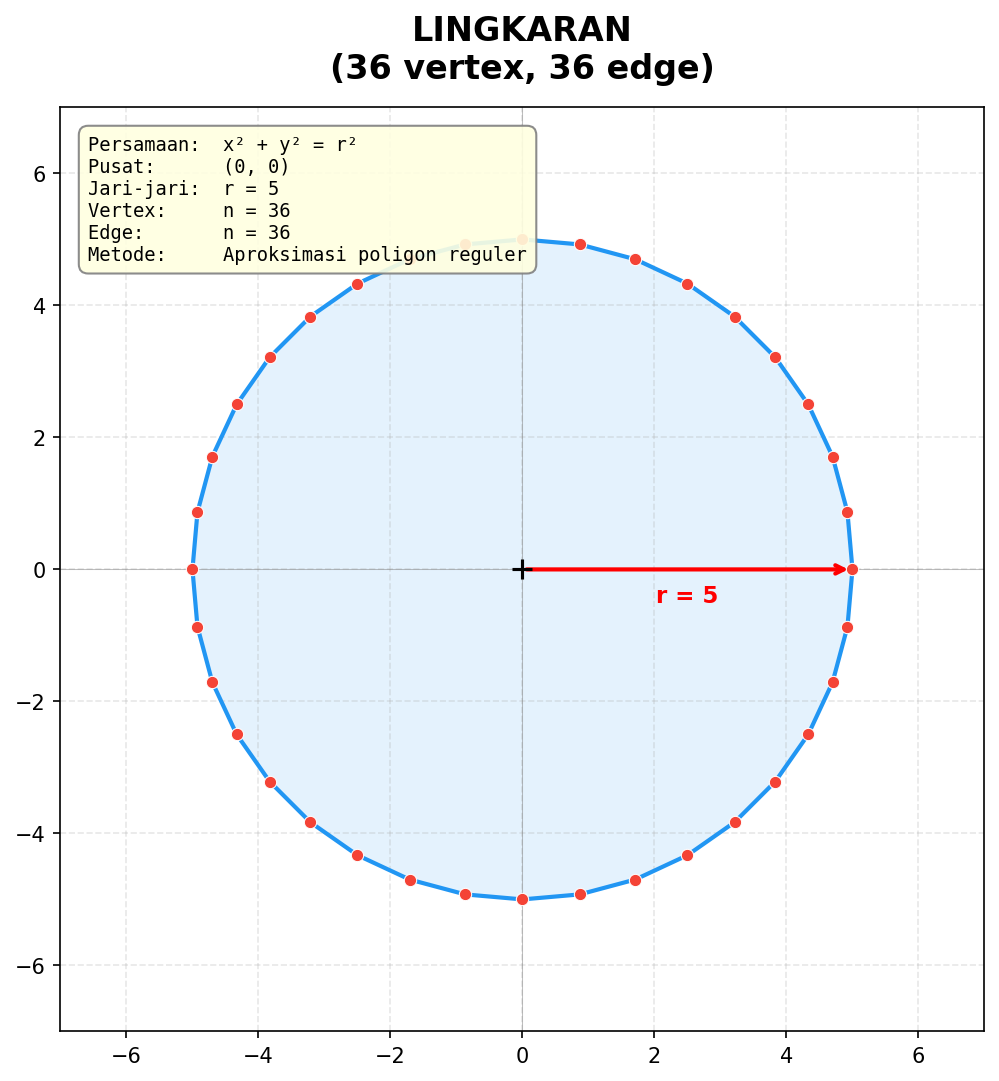 LINGKARAN
(36 vertex, 36 edge)
Persamaan:  x² + y² = r²
Pusat:      (0, 0)
Jari-jari:  r = 5
Vertex:     n = 36
Edge:       n = 36
Metode:     Aproksimasi poligon reguler
6
4
2
0
−2
−4
−6
r = 5
−6 −4 −2 0 2 4 6